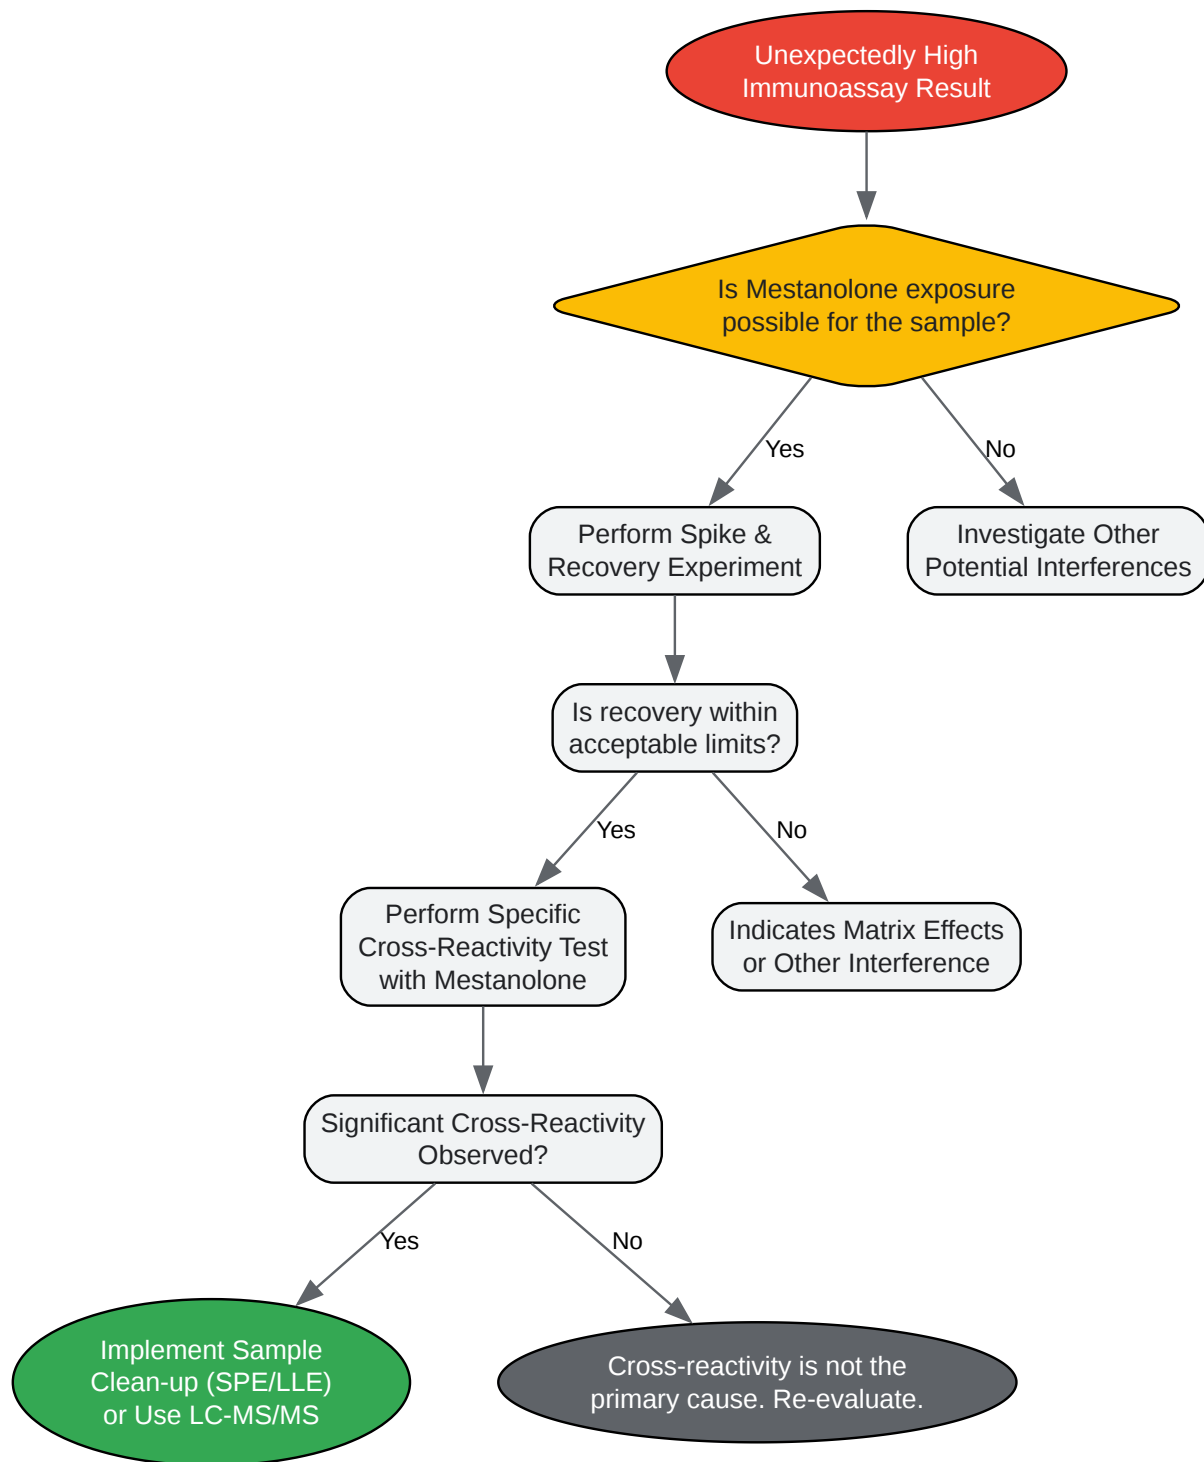 Unexpectedly High
Immunoassay Result
Is Mestanolone exposure
possible for the sample?
Yes
No
Perform Spike &
Recovery Experiment
Investigate Other
Potential Interferences
Is recovery within
acceptable limits?
Yes
No
Perform Specific
Cross-Reactivity Test
with Mestanolone
Indicates Matrix Effects
or Other Interference
Significant Cross-Reactivity
Observed?
Yes
No
Implement Sample
Clean-up (SPE/LLE)
or Use LC-MS/MS
Cross-reactivity is not the
primary cause. Re-evaluate.